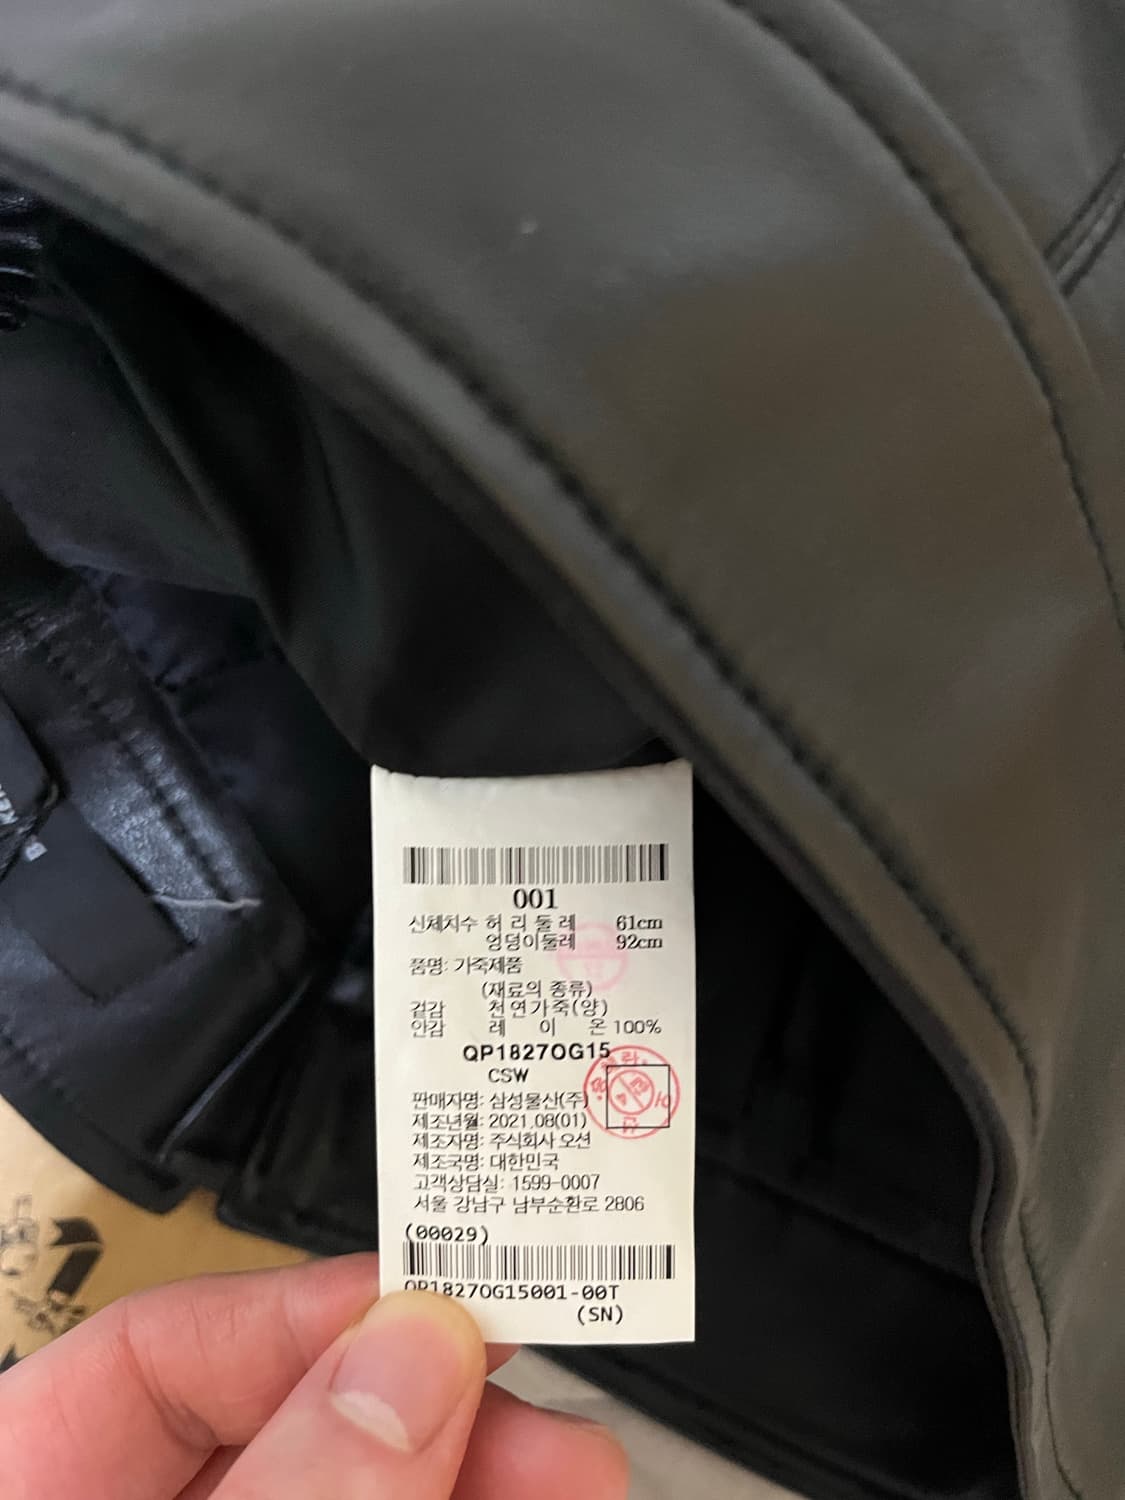 001
신체치수 허 리 둘 레 61cm
엉덩이둘레 92cm
품명: 가죽제품
(재료의 종류)
겉감 천연가죽(양)
안감 레 이 온 100%
QP1827OG15
CSW
판매자명: 삼성물산(주)
제조년월: 2021.08(01)
제조자명: 주식회사 오션
제조국명: 대한민국
고객상담실: 1599-0007
서울 강남구 남부순환로 2806
(00029)
QP1827OG15001-00T
(SN)